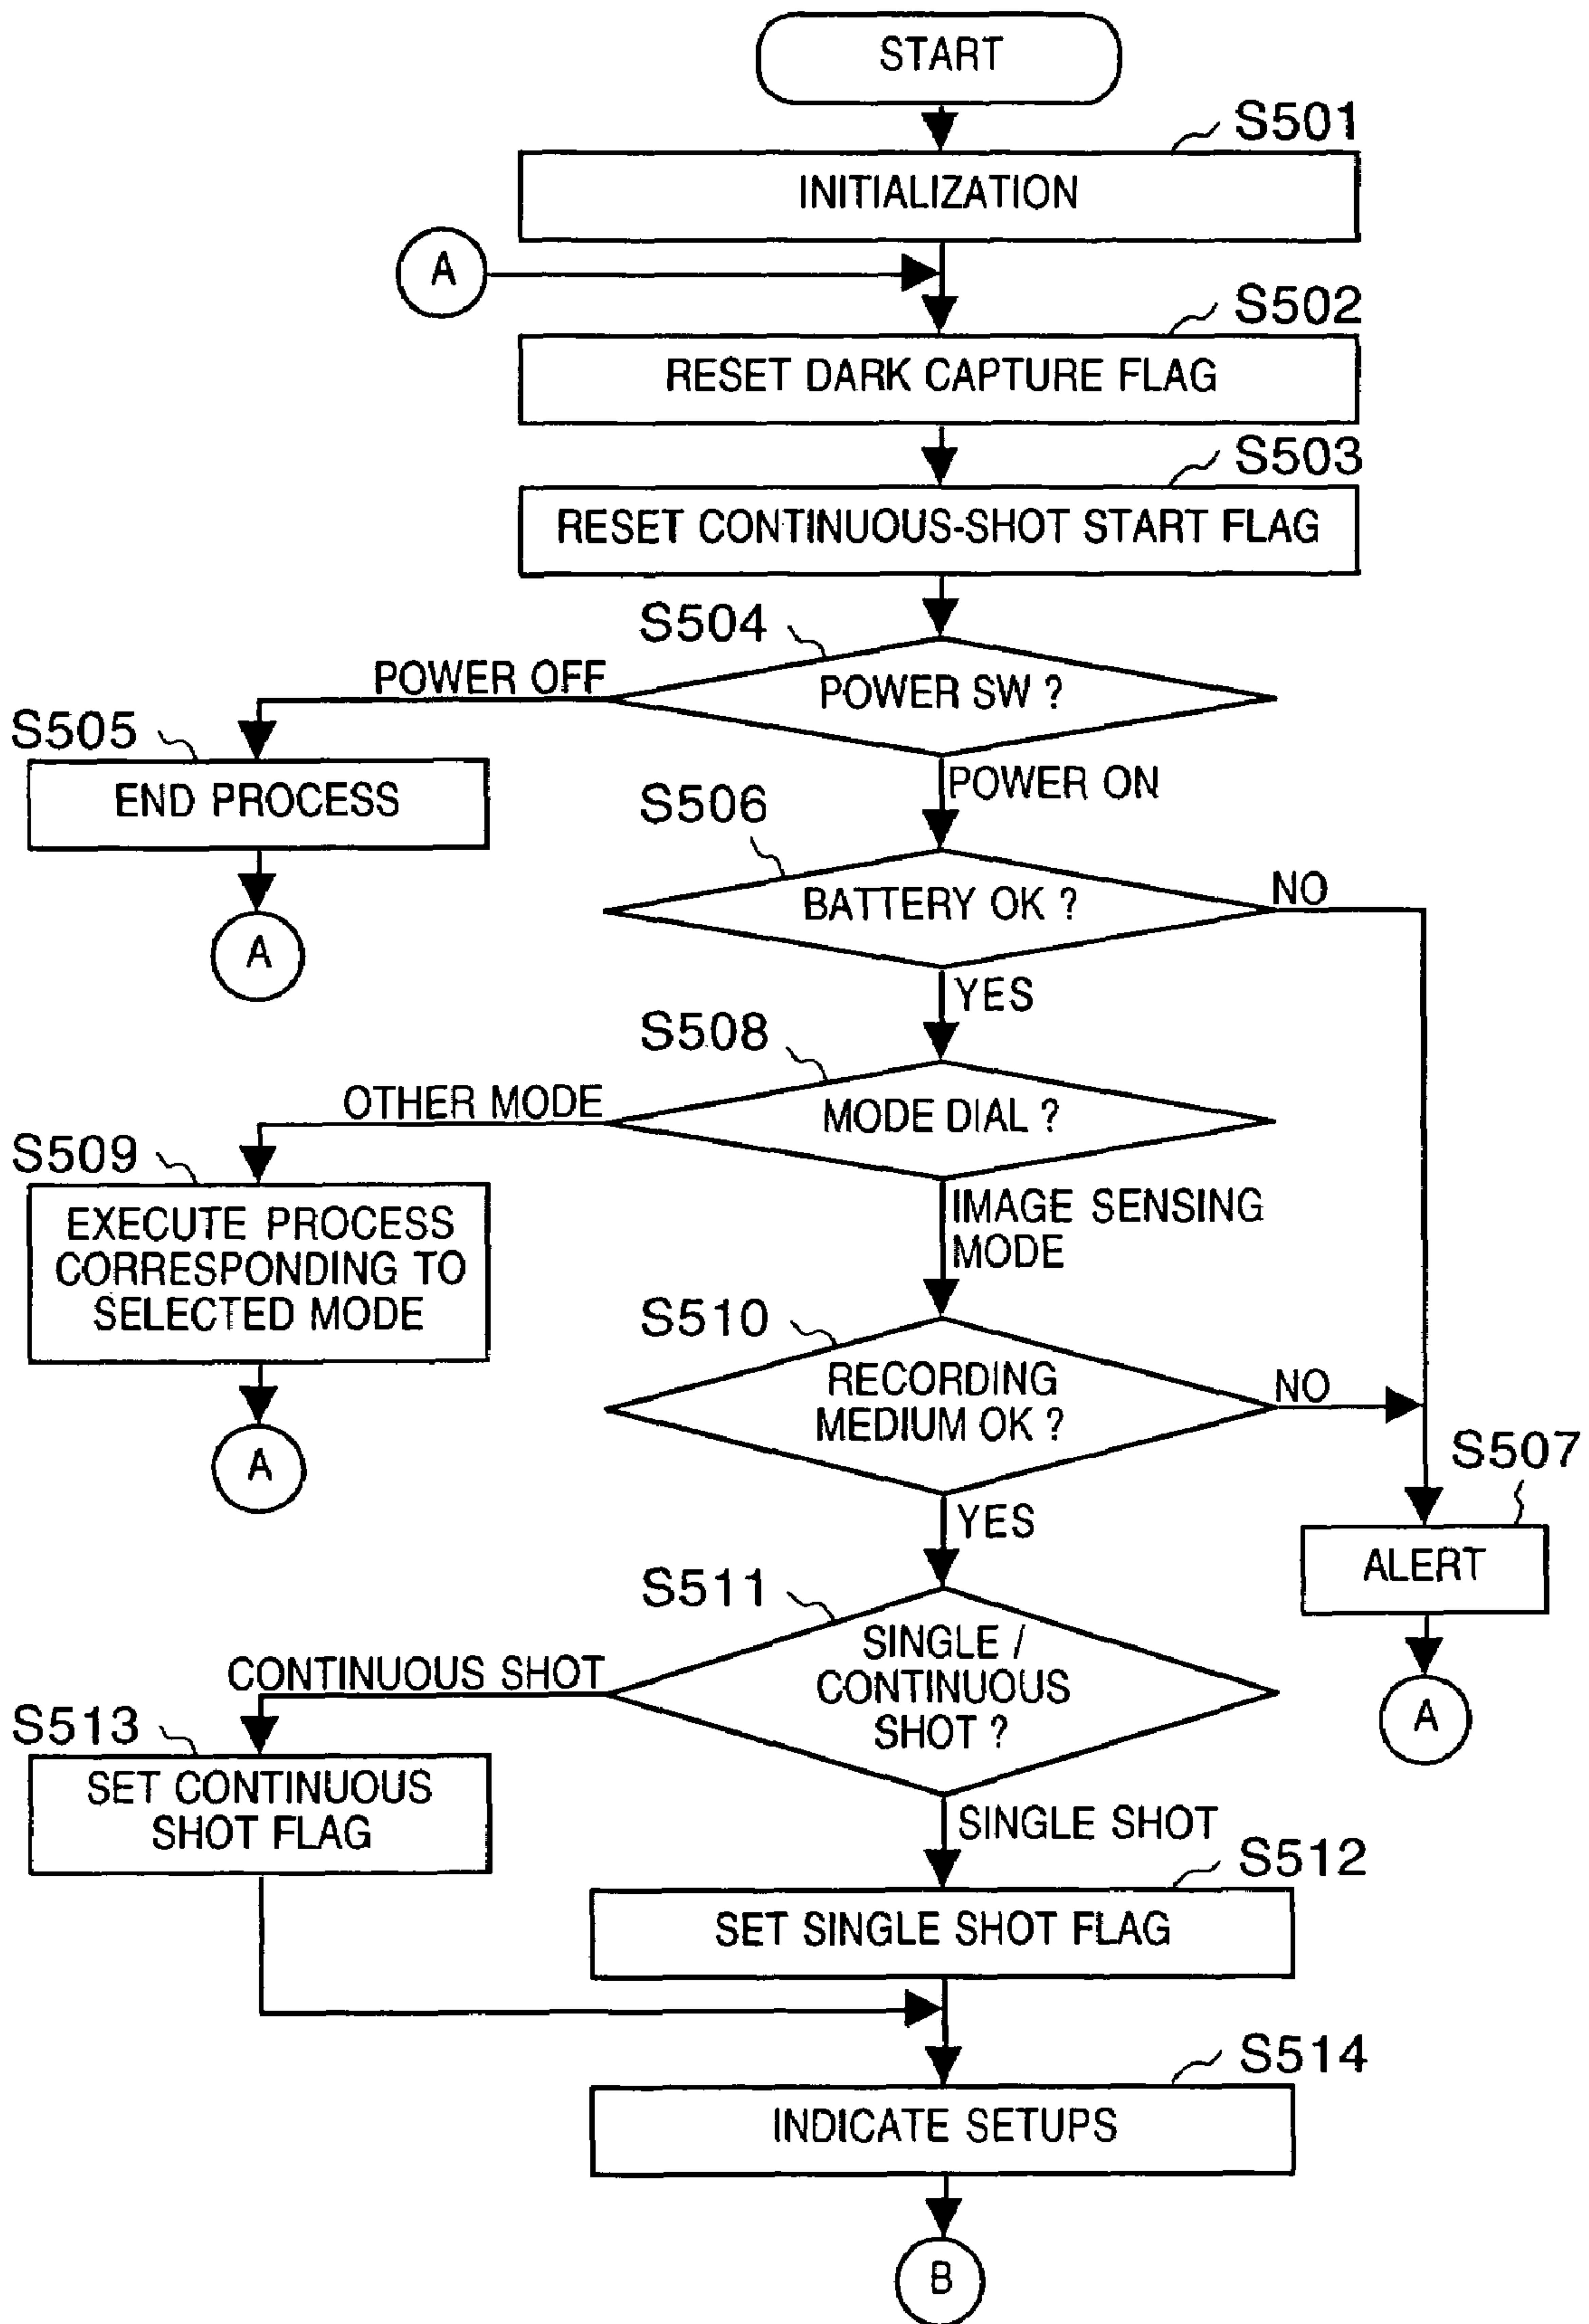 START
S501
INITIALIZATION
A
S502
RESET DARK CAPTURE FLAG
S503
RESET CONTINUOUS-SHOT START FLAG
S504
POWER OFF
POWER SW ?
S505
END PROCESS
POWER ON
A
S506
BATTERY OK ?
NO
YES
S508
OTHER MODE
MODE DIAL ?
S509
EXECUTE PROCESS
CORRESPONDING TO
SELECTED MODE
IMAGE SENSING
MODE
A
S510
RECORDING
MEDIUM OK ?
NO
S507
ALERT
A
YES
S511
CONTINUOUS SHOT
SINGLE /
CONTINUOUS
SHOT ?
S513
SET CONTINUOUS
SHOT FLAG
SINGLE SHOT
S512
SET SINGLE SHOT FLAG
S514
INDICATE SETUPS
B